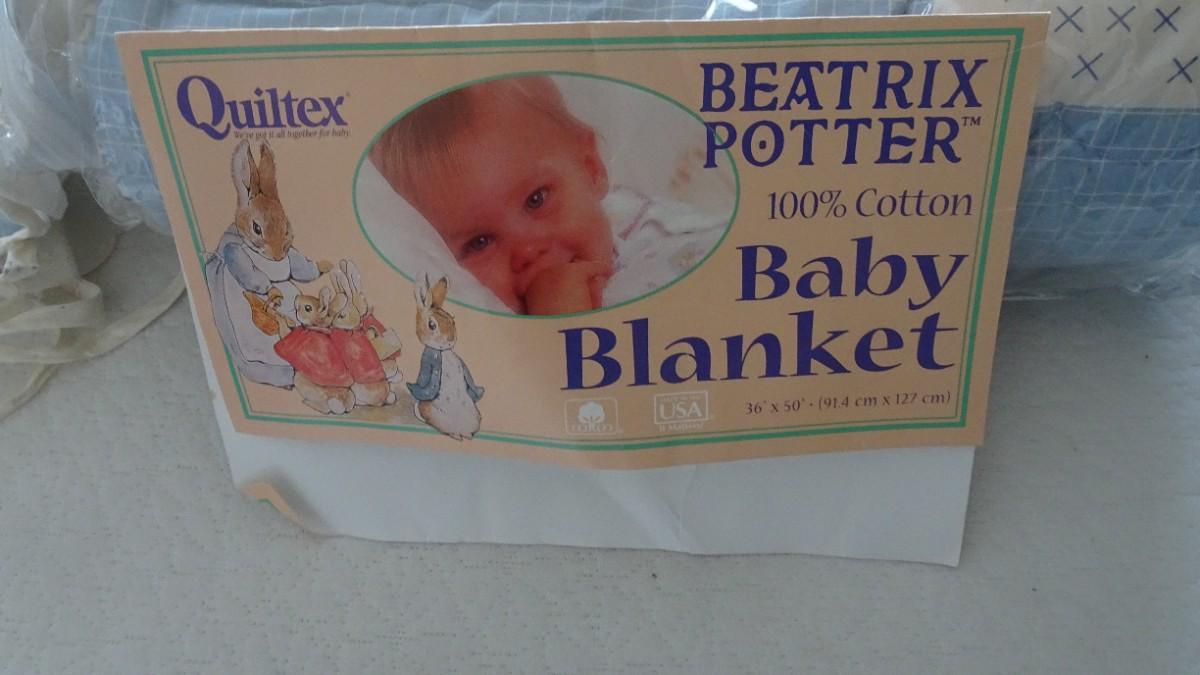 Quiltex®
We've got it all together for baby.
BEATRIX
POTTER™
100% Cotton
Baby
Blanket
COTTON
USA
36" x 50" · (91.4 cm x 127 cm)